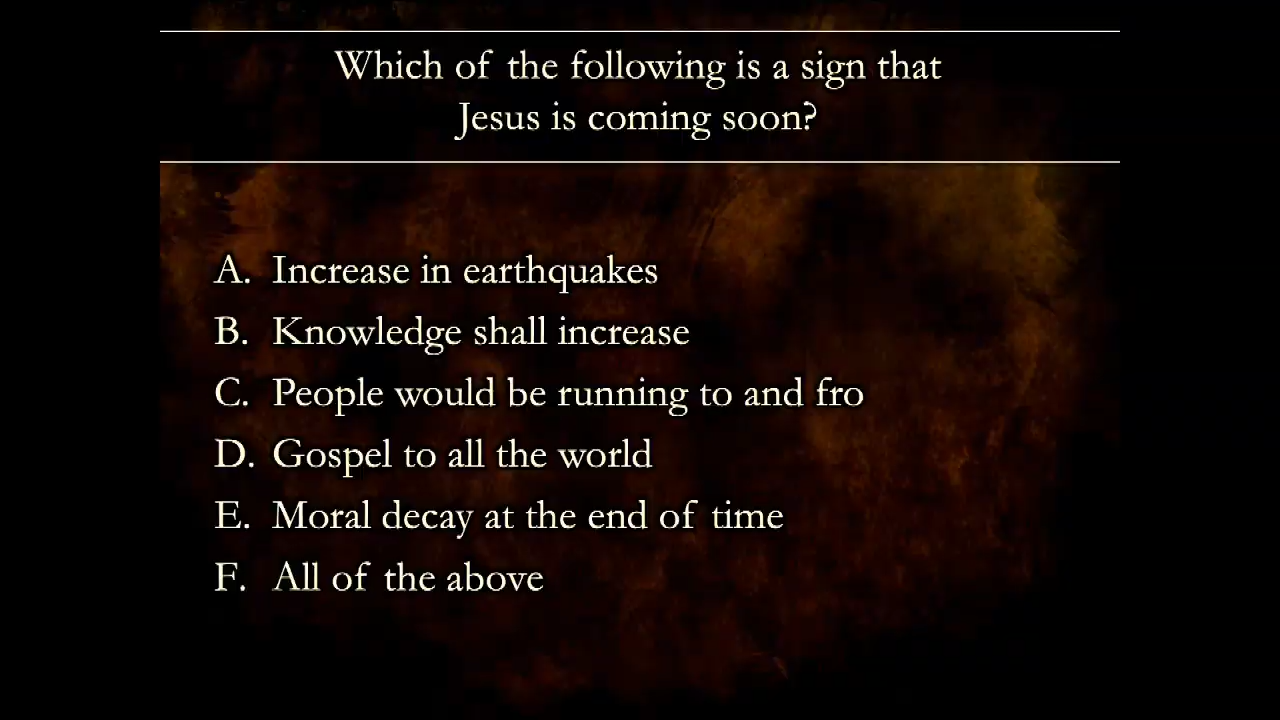 Which of the following is a sign that
Jesus is coming soon?
A. Increase in earthquakes
B. Knowledge shall increase
C. People would be running to and fro
D. Gospel to all the world
E. Moral decay at the end of time
F. All of the above